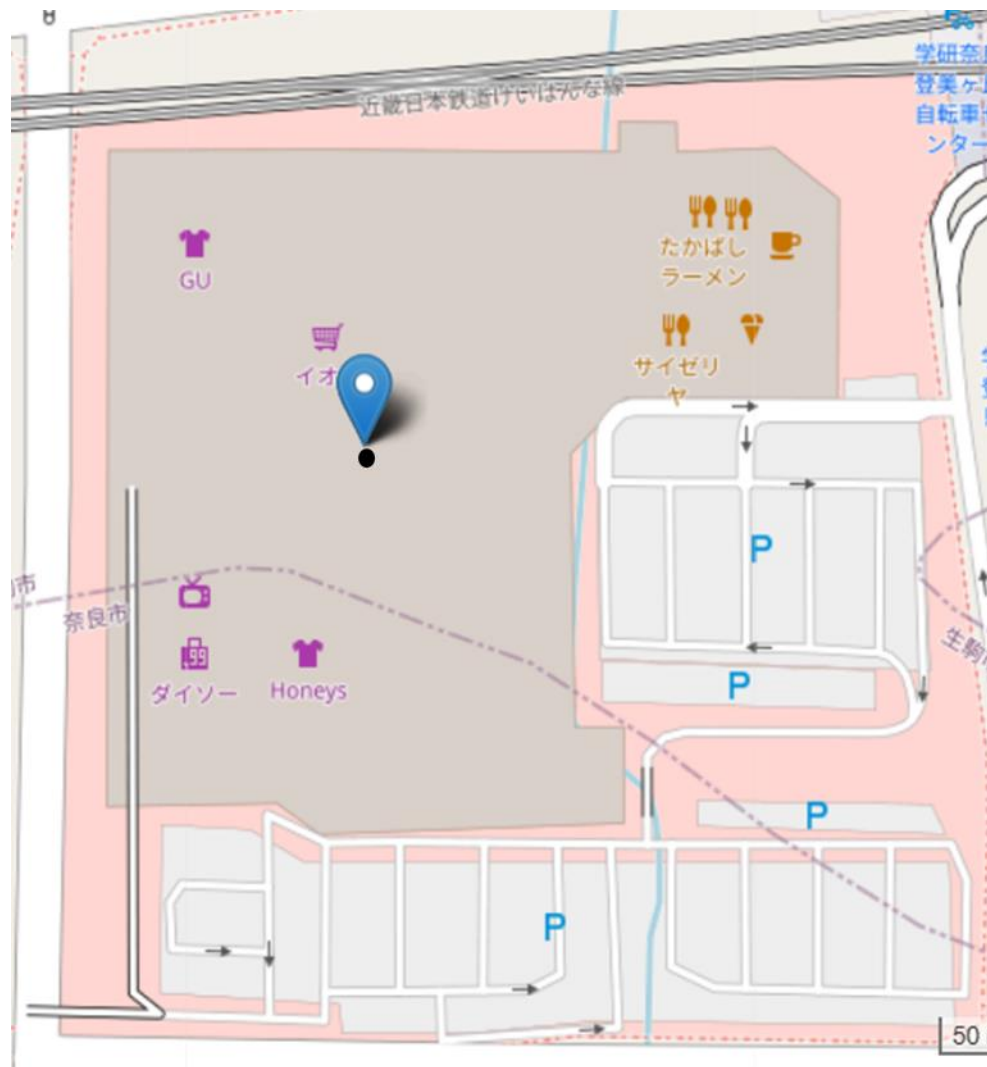 近畿日本鉄道けいはんな線
学研奈
登美ヶ
自転車
ンター
たかばし
ラーメン
GU
イオ
サイゼリ
ヤ
P
市
奈良市
生駒
ダイソー
Honeys
P
P
P
50